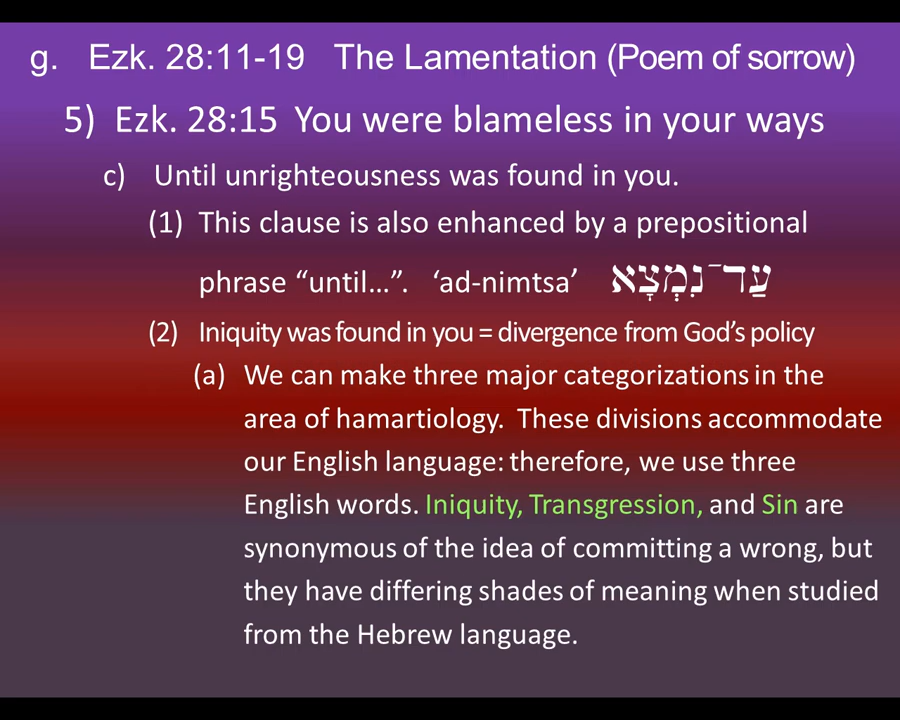 g. Ezk. 28:11-19 The Lamentation (Poem of sorrow)
5) Ezk. 28:15 You were blameless in your ways
c) Until unrighteousness was found in you.
(1) This clause is also enhanced by a prepositional
phrase “until…”. ‘ad-nimtsa’ עַד־נִמְצָא
(2) Iniquity was found in you = divergence from God’s policy
(a) We can make three major categorizations in the
area of hamartiology. These divisions accommodate
our English language: therefore, we use three
English words. Iniquity, Transgression, and Sin are
synonymous of the idea of committing a wrong, but
they have differing shades of meaning when studied
from the Hebrew language.